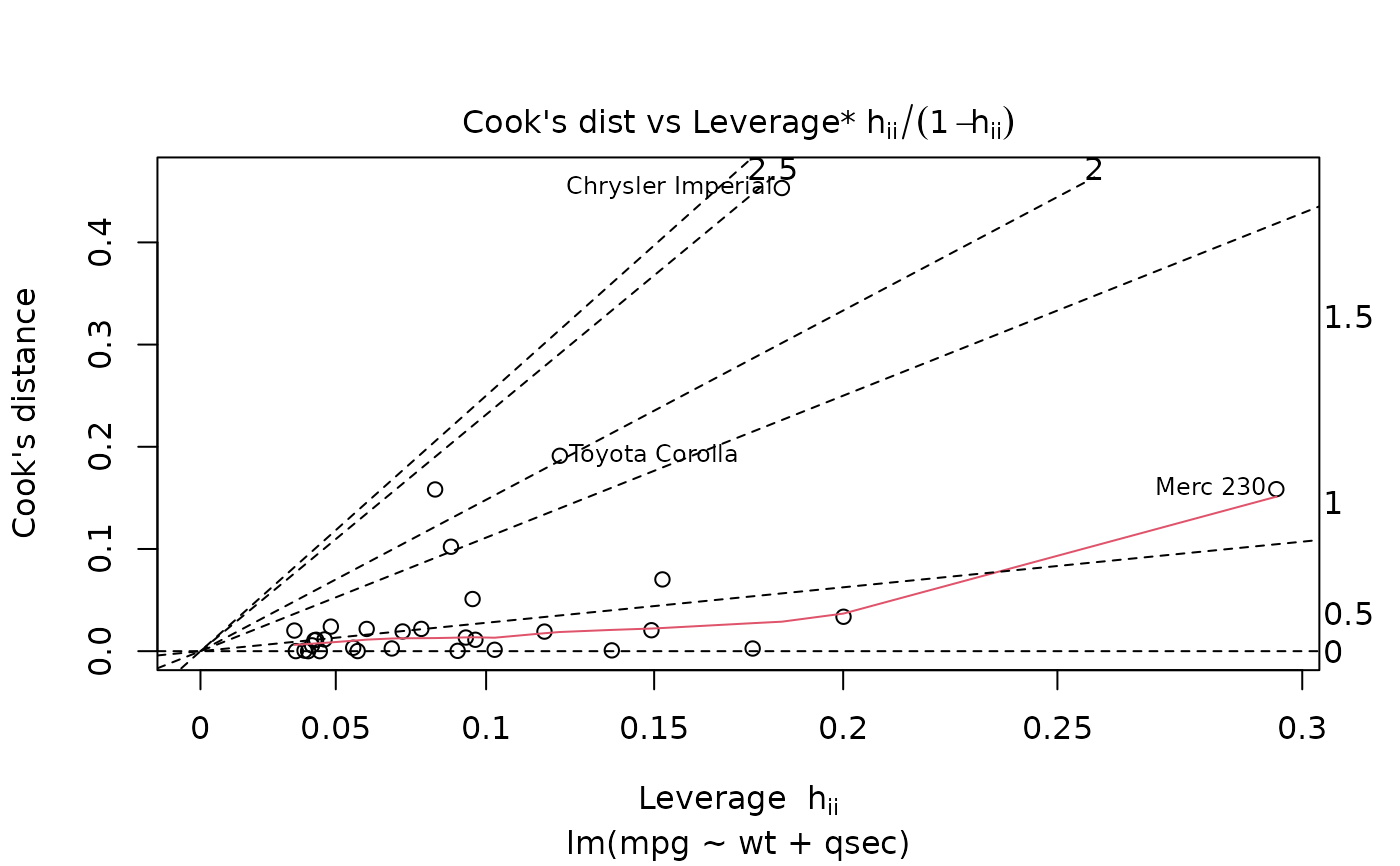 Cook's dist vs Leverage* hii/(1−hii)
2.5
2
Chrysler Imperial
0.4
1.5
0.3
Cook's distance
0.2
Toyota Corolla
Merc 230
1
0.1
0.5
0.0
0
0 0.05 0.1 0.15 0.2 0.25 0.3
Leverage hii
lm(mpg ~ wt + qsec)